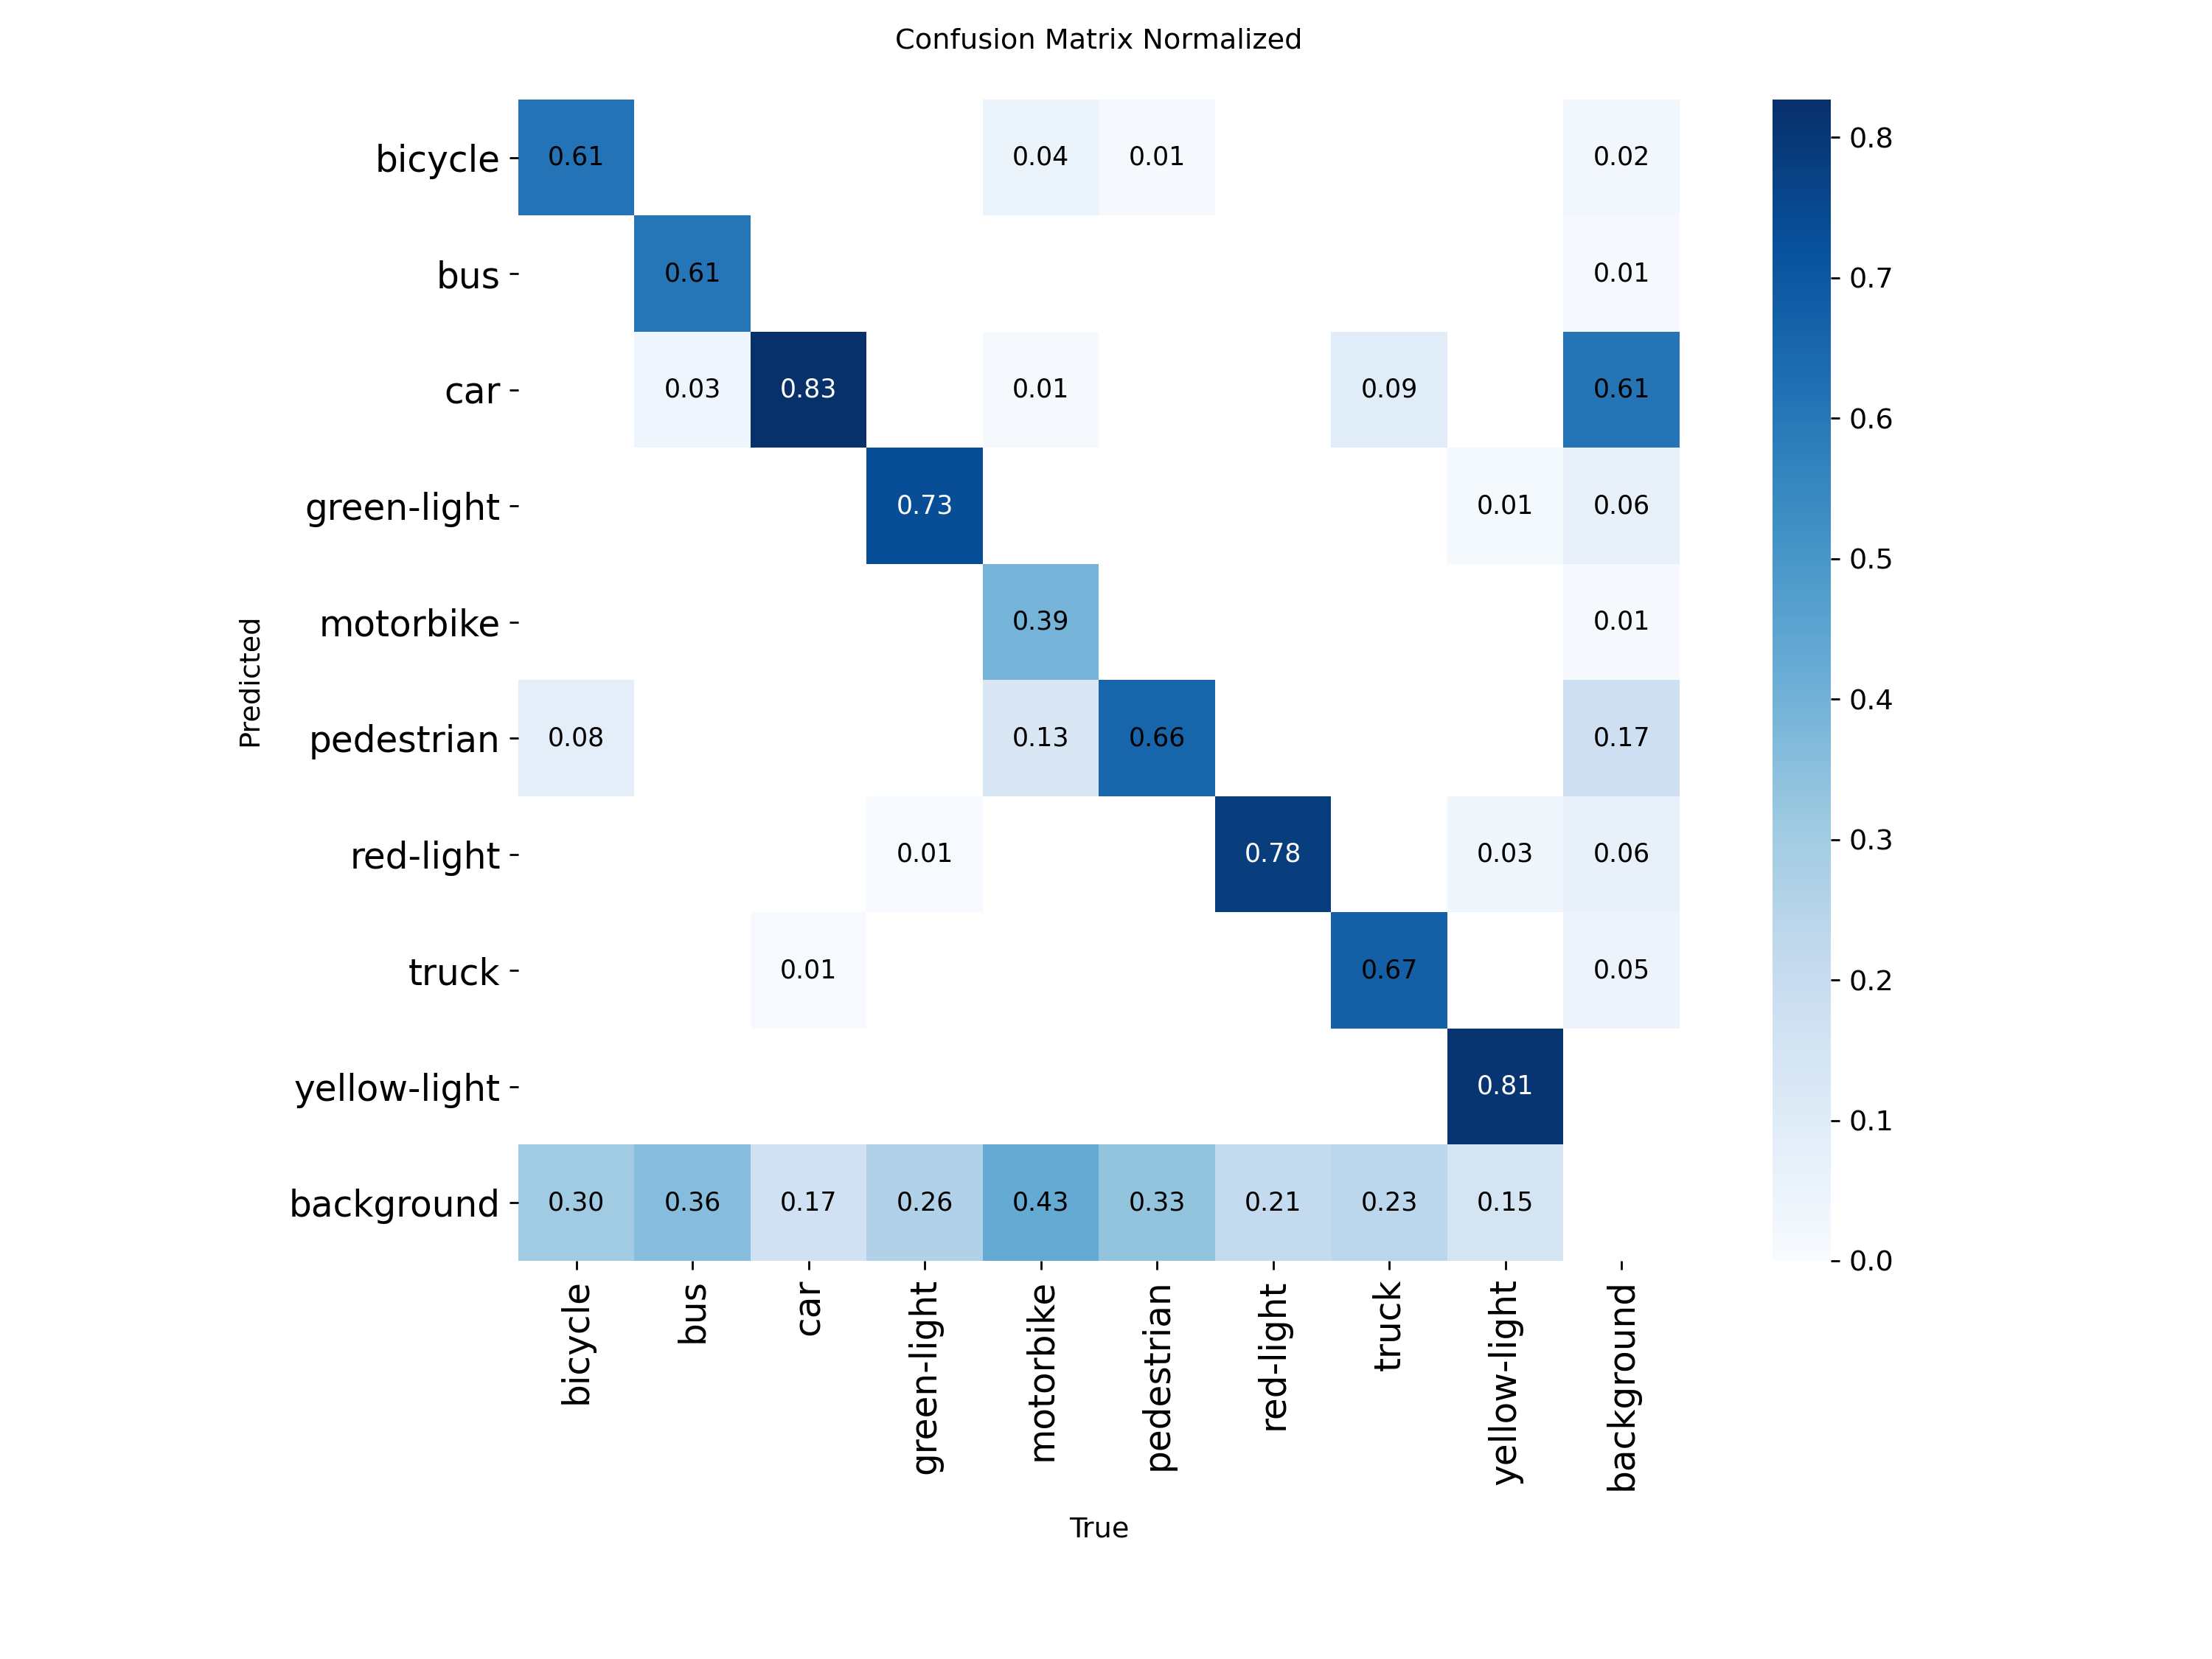 Confusion Matrix Normalized
bicycle 0.61 0.04 0.01 0.02
bus 0.61 0.01
car 0.03 0.83 0.01 0.09 0.61
green-light 0.73 0.01 0.06
motorbike 0.39 0.01
pedestrian 0.08 0.13 0.66 0.17
red-light 0.01 0.78 0.03 0.06
truck 0.01 0.67 0.05
yellow-light 0.81
background 0.30 0.36 0.17 0.26 0.43 0.33 0.21 0.23 0.15
Predicted
bicycle
bus
car
green-light
motorbike
pedestrian
red-light
truck
yellow-light
background
True
0.8
0.7
0.6
0.5
0.4
0.3
0.2
0.1
0.0